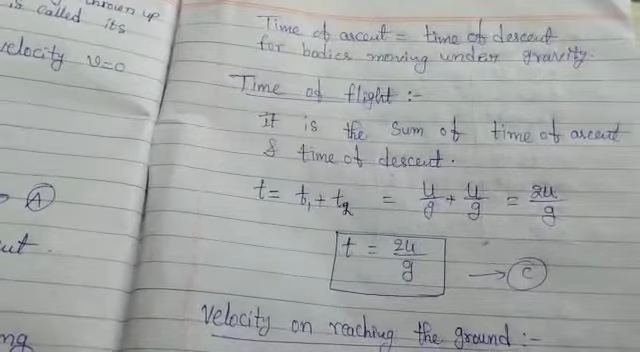 thrown up
is called its
velocity v=0
A
Time of ascent = time of descent
for bodies moving under gravity.
Time of flight :-
It is the sum of time of ascent
& time of descent.
t = t₁ + t₂ = u/g + u/g = 2u/g
t = 2u/g → C
Velocity on reaching the ground :-